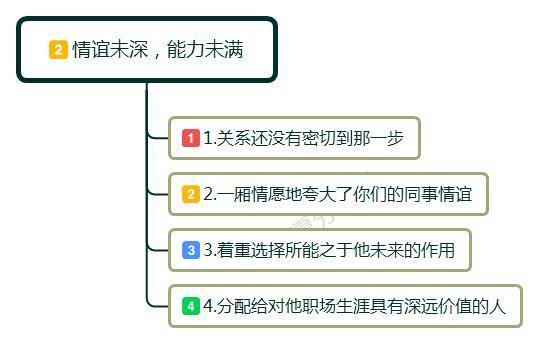 2 情谊未深，能力未满
1 1.关系还没有密切到那一步
2 2.一厢情愿地夸大了你们的同事情谊
3 3.着重选择所能之于他未来的作用
4 4.分配给对他职场生涯具有深远价值的人